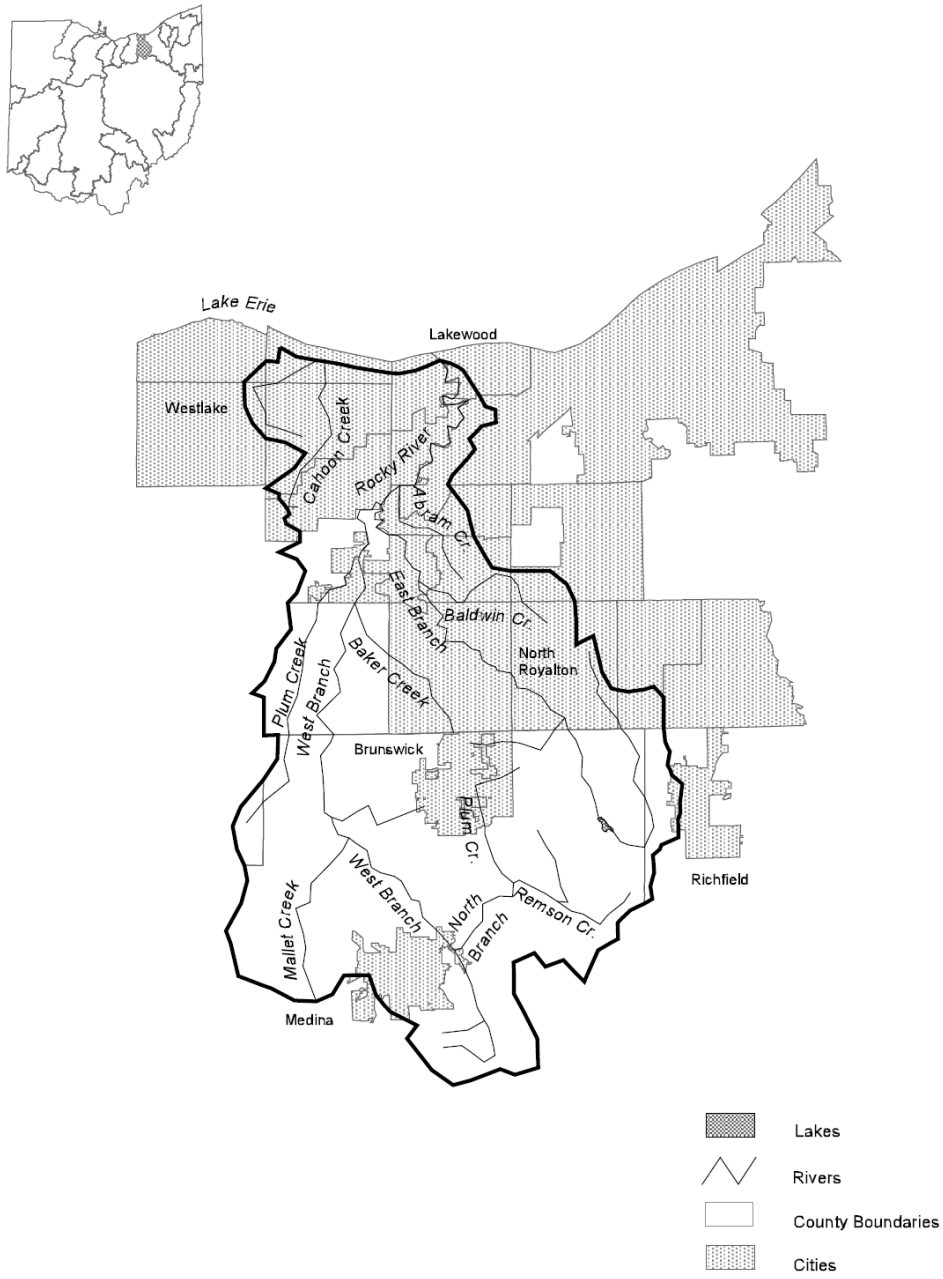 Lake Erie
Lakewood
Westlake
Cahoon Creek
Rocky River
Abram Cr.
East Branch
Baldwin Cr.
North
Royalton
Plum Creek
West Branch
Baker Creek
Brunswick
Plum Cr.
Richfield
West Branch
North
Branch
Remson Cr.
Mallet Creek
Medina
Lakes
Rivers
County Boundaries
Cities